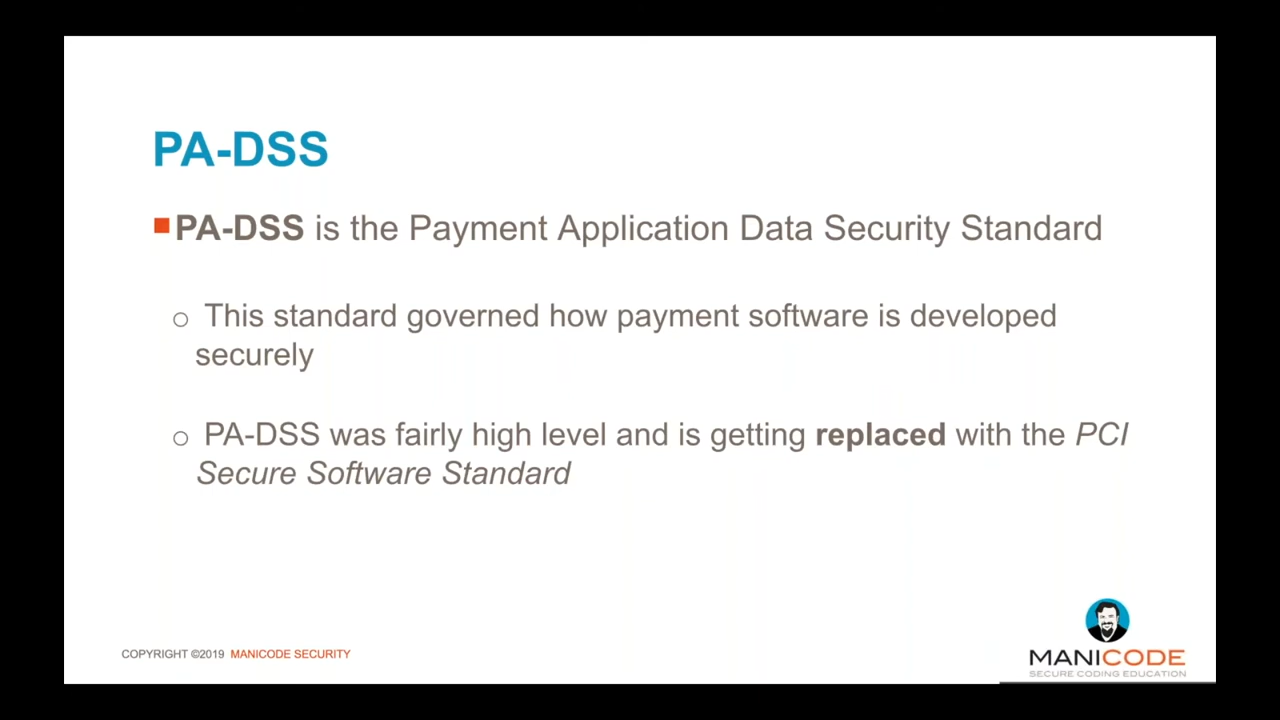 PA-DSS
PA-DSS is the Payment Application Data Security Standard
This standard governed how payment software is developed
securely
PA-DSS was fairly high level and is getting replaced with the PCI
Secure Software Standard
COPYRIGHT ©2019 MANICODE SECURITY
MANICODE
SECURE CODING EDUCATION